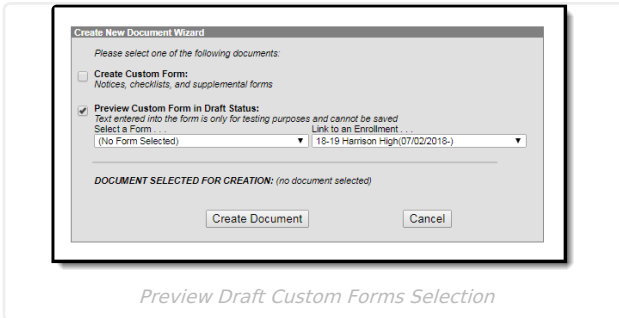 Create New Document Wizard
Please select one of the following documents:
Create Custom Form:
Notices, checklists, and supplemental forms
Preview Custom Form in Draft Status:
Text entered into the form is only for testing purposes and cannot be saved
Select a Form . . . Link to an Enrollment . . .
(No Form Selected) 18-19 Harrison High(07/02/2018-)
DOCUMENT SELECTED FOR CREATION: (no document selected)
Create Document Cancel
Preview Draft Custom Forms Selection